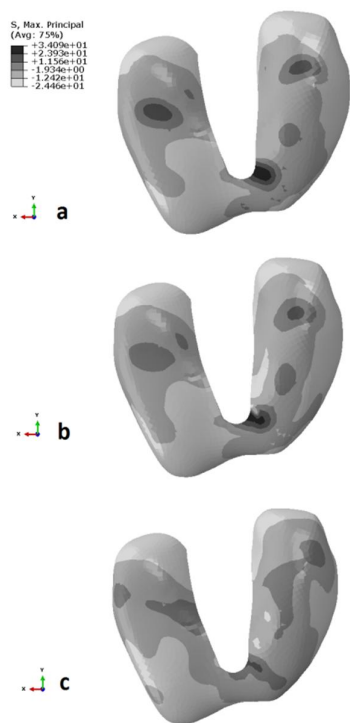 S, Max. Principal
(Avg: 75%)
+3.409e+01
+2.393e+01
+1.156e+01
-1.934e+00
-1.242e+01
-2.446e+01
Y
X
a
Y
X
b
Y
X
c